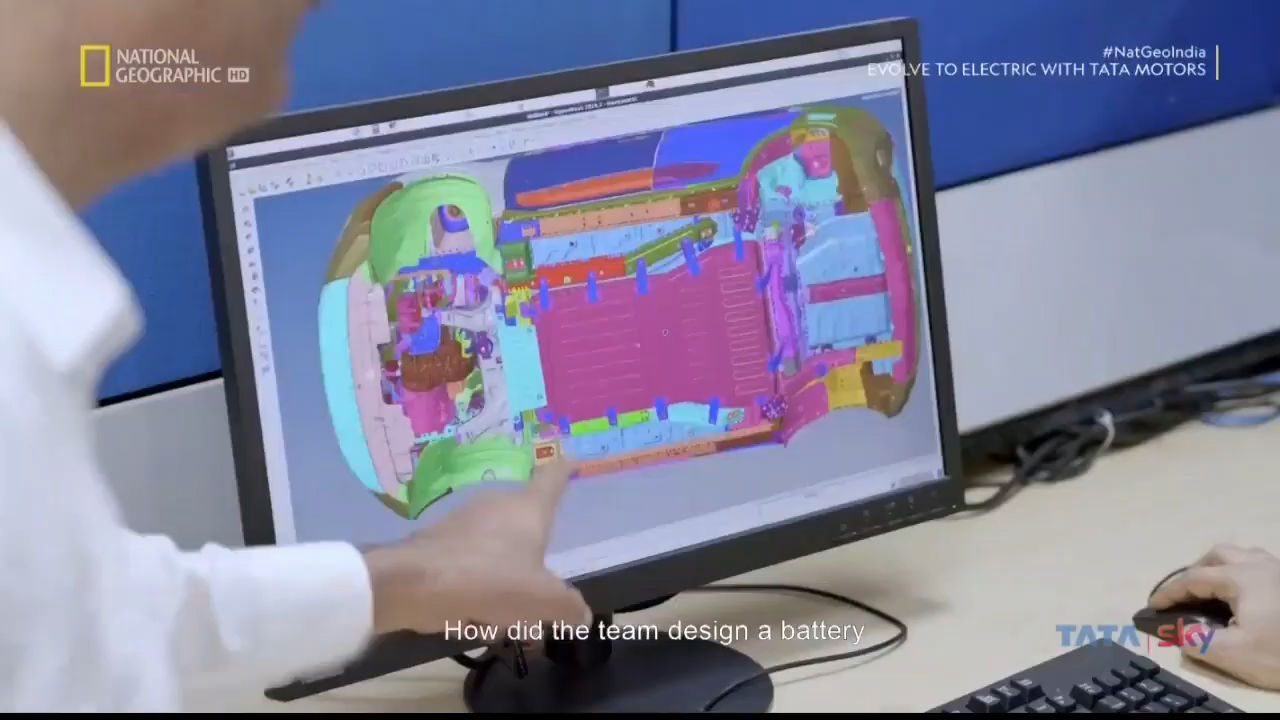 NATIONAL
GEOGRAPHIC HD
#NatGeoIndia
EVOLVE TO ELECTRIC WITH TATA MOTORS
How did the team design a battery
TATA sky